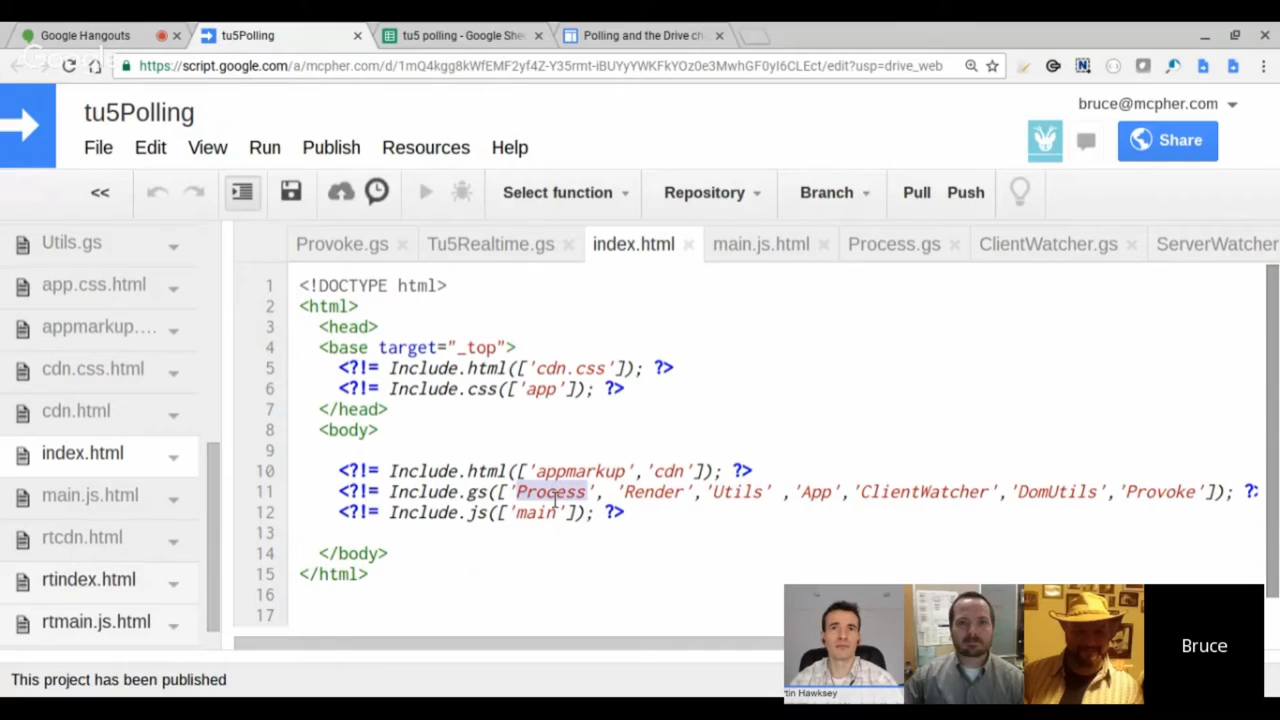 Google Hangouts
tu5Polling
tu5 polling - Google She
Polling and the Drive ch
https://script.google.com/a/mcpher.com/d/1mQ4kgg8kWfEMF2yf4Z-Y35rmt-iBUYyYWKFkYOz0e3MwhGF0yI6CLEct/edit?usp=drive_web
tu5Polling
bruce@mcpher.com
File Edit View Run Publish Resources Help
Share
<< Select function Repository Branch Pull Push
Utils.gs
app.css.html
appmarkup....
cdn.css.html
cdn.html
index.html
main.js.html
rtcdn.html
rtindex.html
rtmain.js.html
Provoke.gs Tu5Realtime.gs index.html main.js.html Process.gs ClientWatcher.gs ServerWatcher
1 <!DOCTYPE html>
2 <html>
3 <head>
4 <base target="_top">
5 <?!= Include.html(['cdn.css']); ?>
6 <?!= Include.css(['app']); ?>
7 </head>
8 <body>
9
10 <?!= Include.html(['appmarkup','cdn']); ?>
11 <?!= Include.gs(['Process', 'Render','Utils' ,'App','ClientWatcher','DomUtils','Provoke']); ?>
12 <?!= Include.js(['main']); ?>
13
14 </body>
15 </html>
16
17
This project has been published
tin Hawksey
Bruce